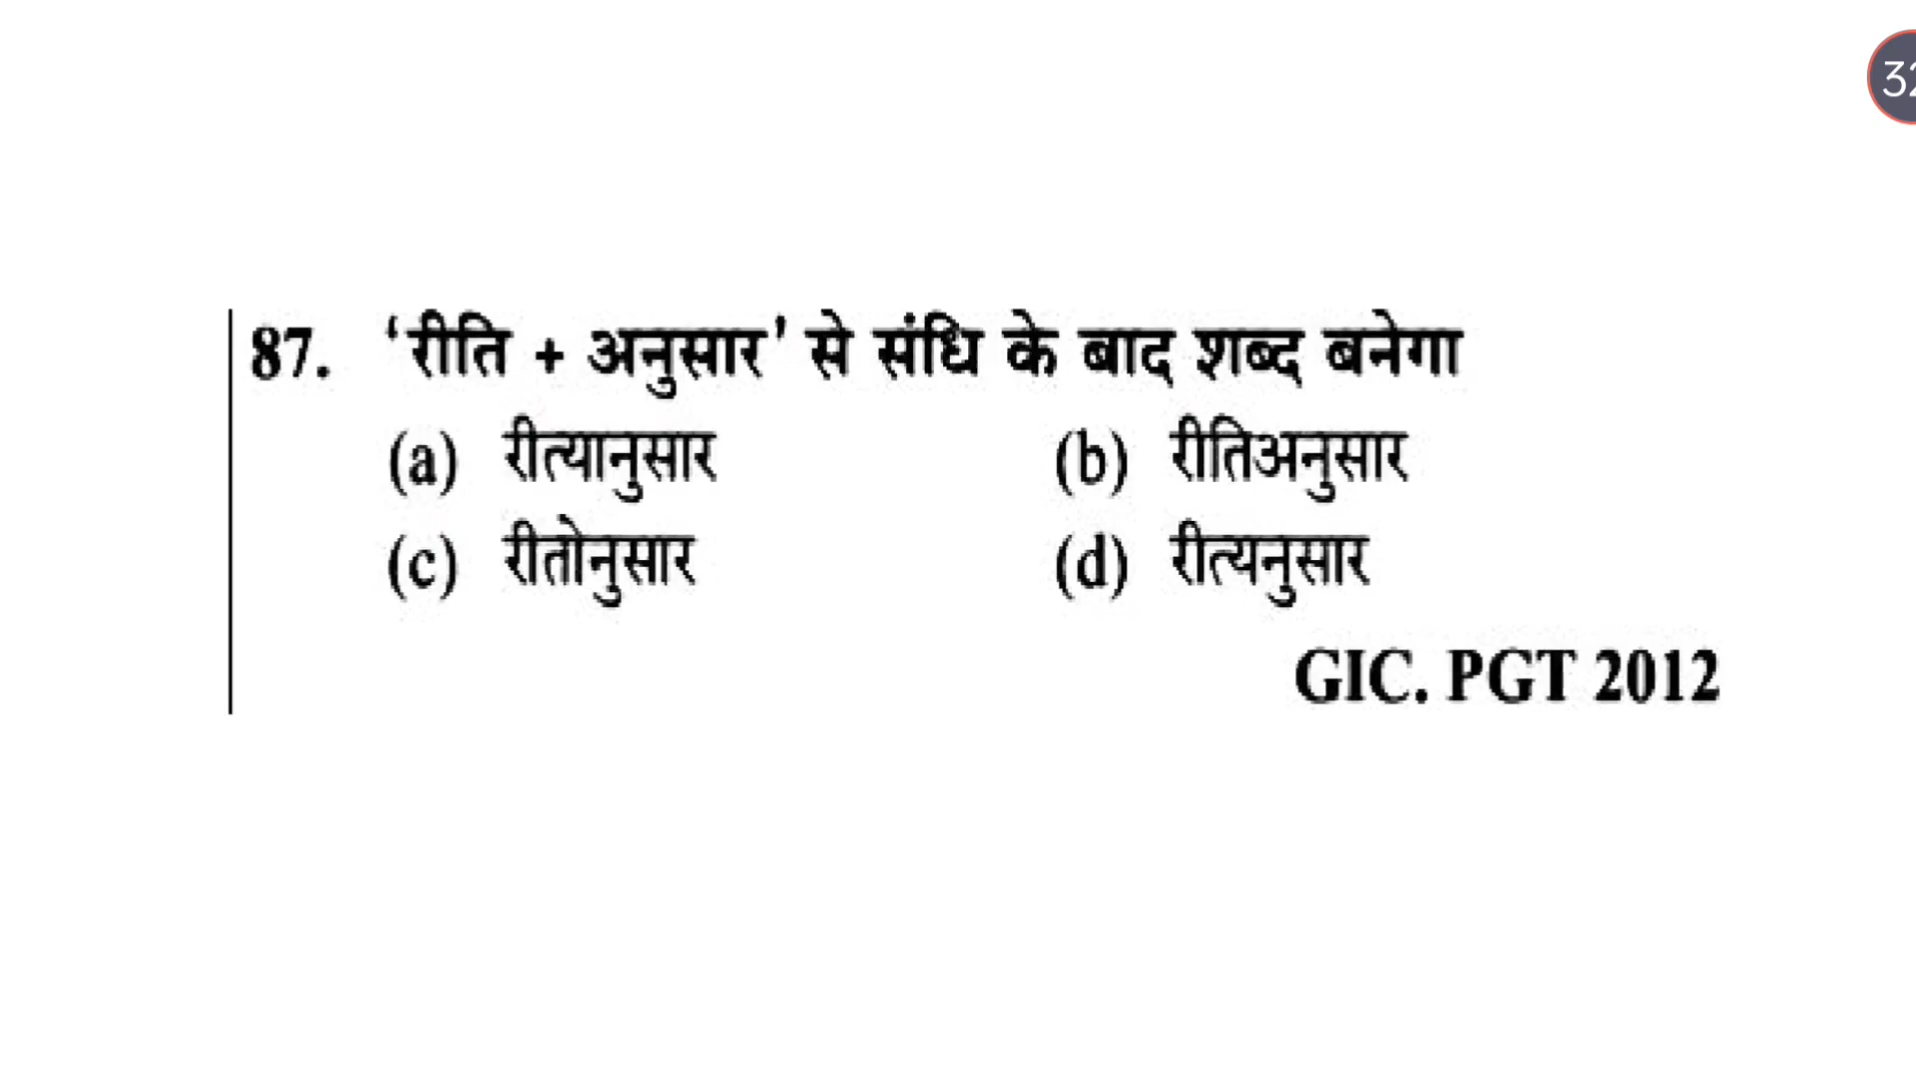 87. ‘रीति + अनुसार’ से संधि के बाद शब्द बनेगा
(a) रीत्यानुसार (b) रीतिअनुसार
(c) रीतोनुसार (d) रीत्यनुसार
GIC. PGT 2012